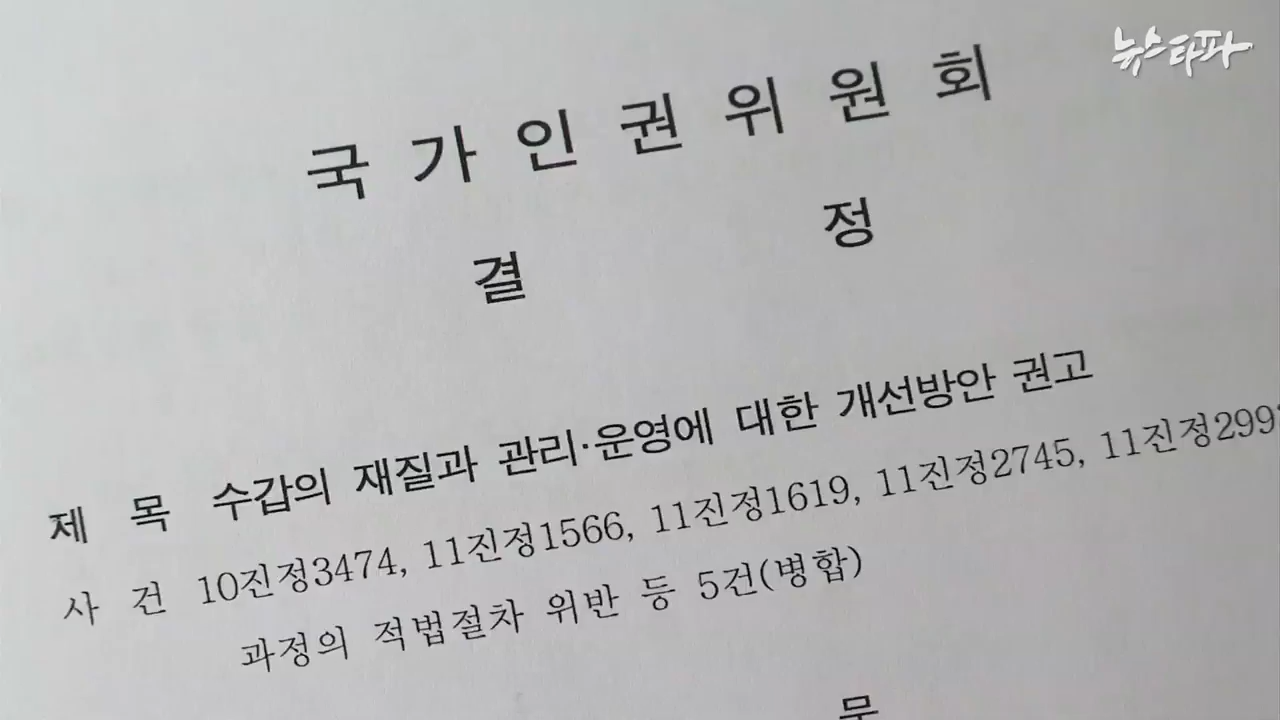 뉴스타파
국가인권위원회
결 정
제 목 수갑의 재질과 관리·운영에 대한 개선방안 권고
사 건 10진정3474, 11진정1566, 11진정1619, 11진정2745, 11진정299
과정의 적법절차 위반 등 5건(병합)